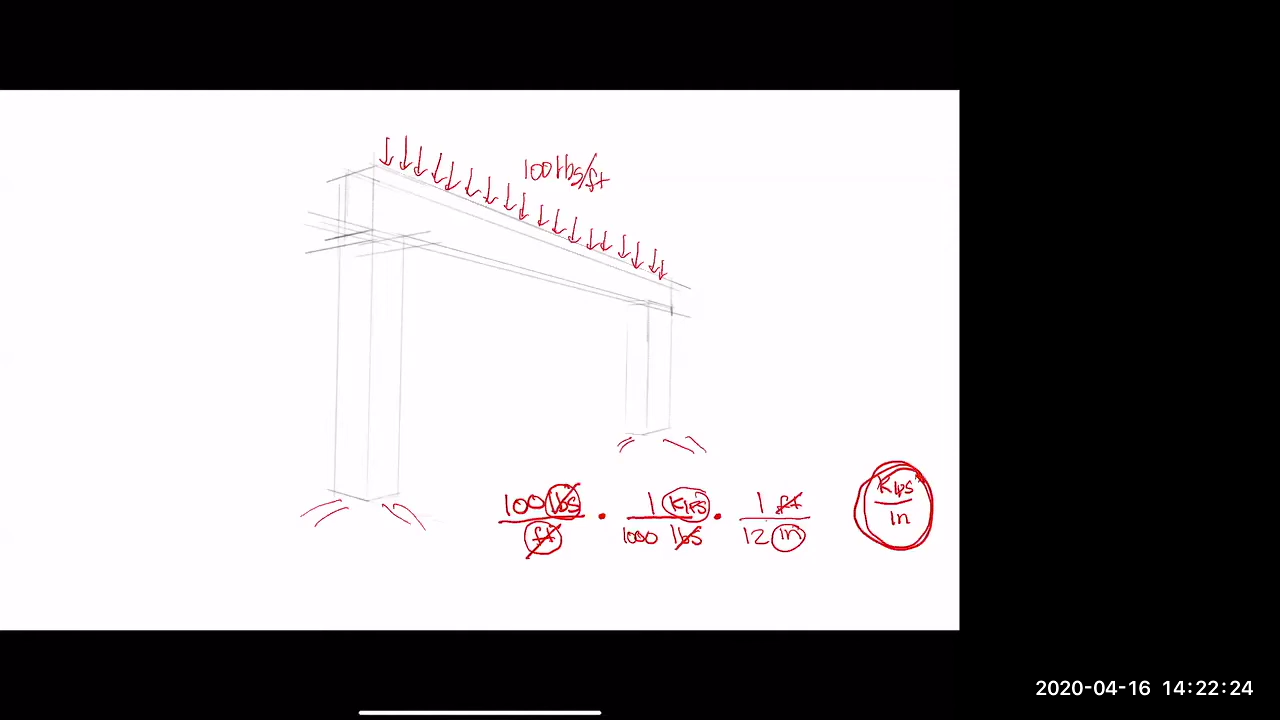 100 lbs/ft
100 lbs 1 Kips 1 ft Kips
ft 1000 lbs 12 in in
2020-04-16 14:22:24